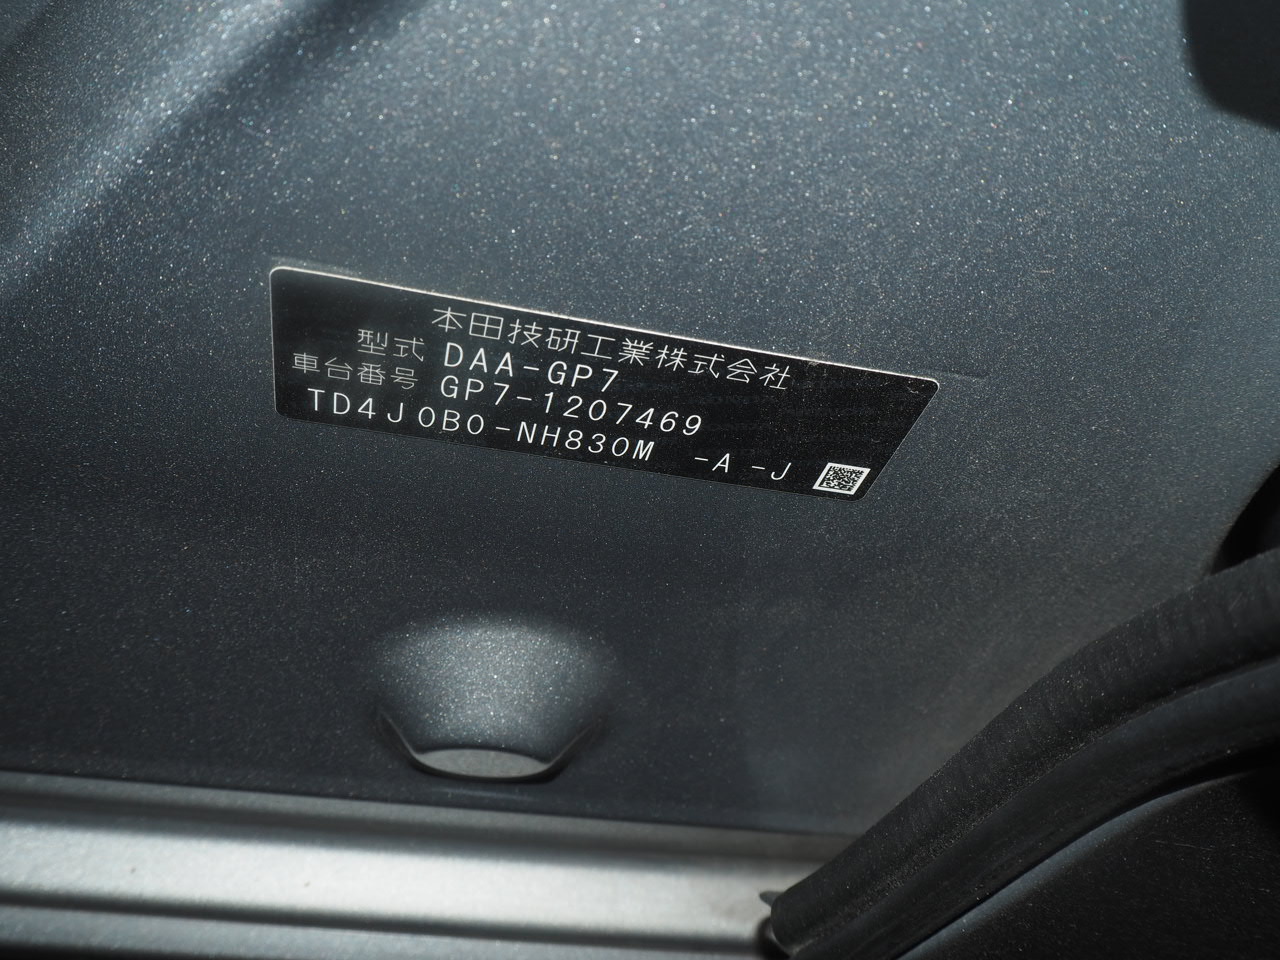 本田技研工業株式会社
型式 DAA-GP7
車台番号 GP7-1207469
TD4J0B0-NH830M -A -J